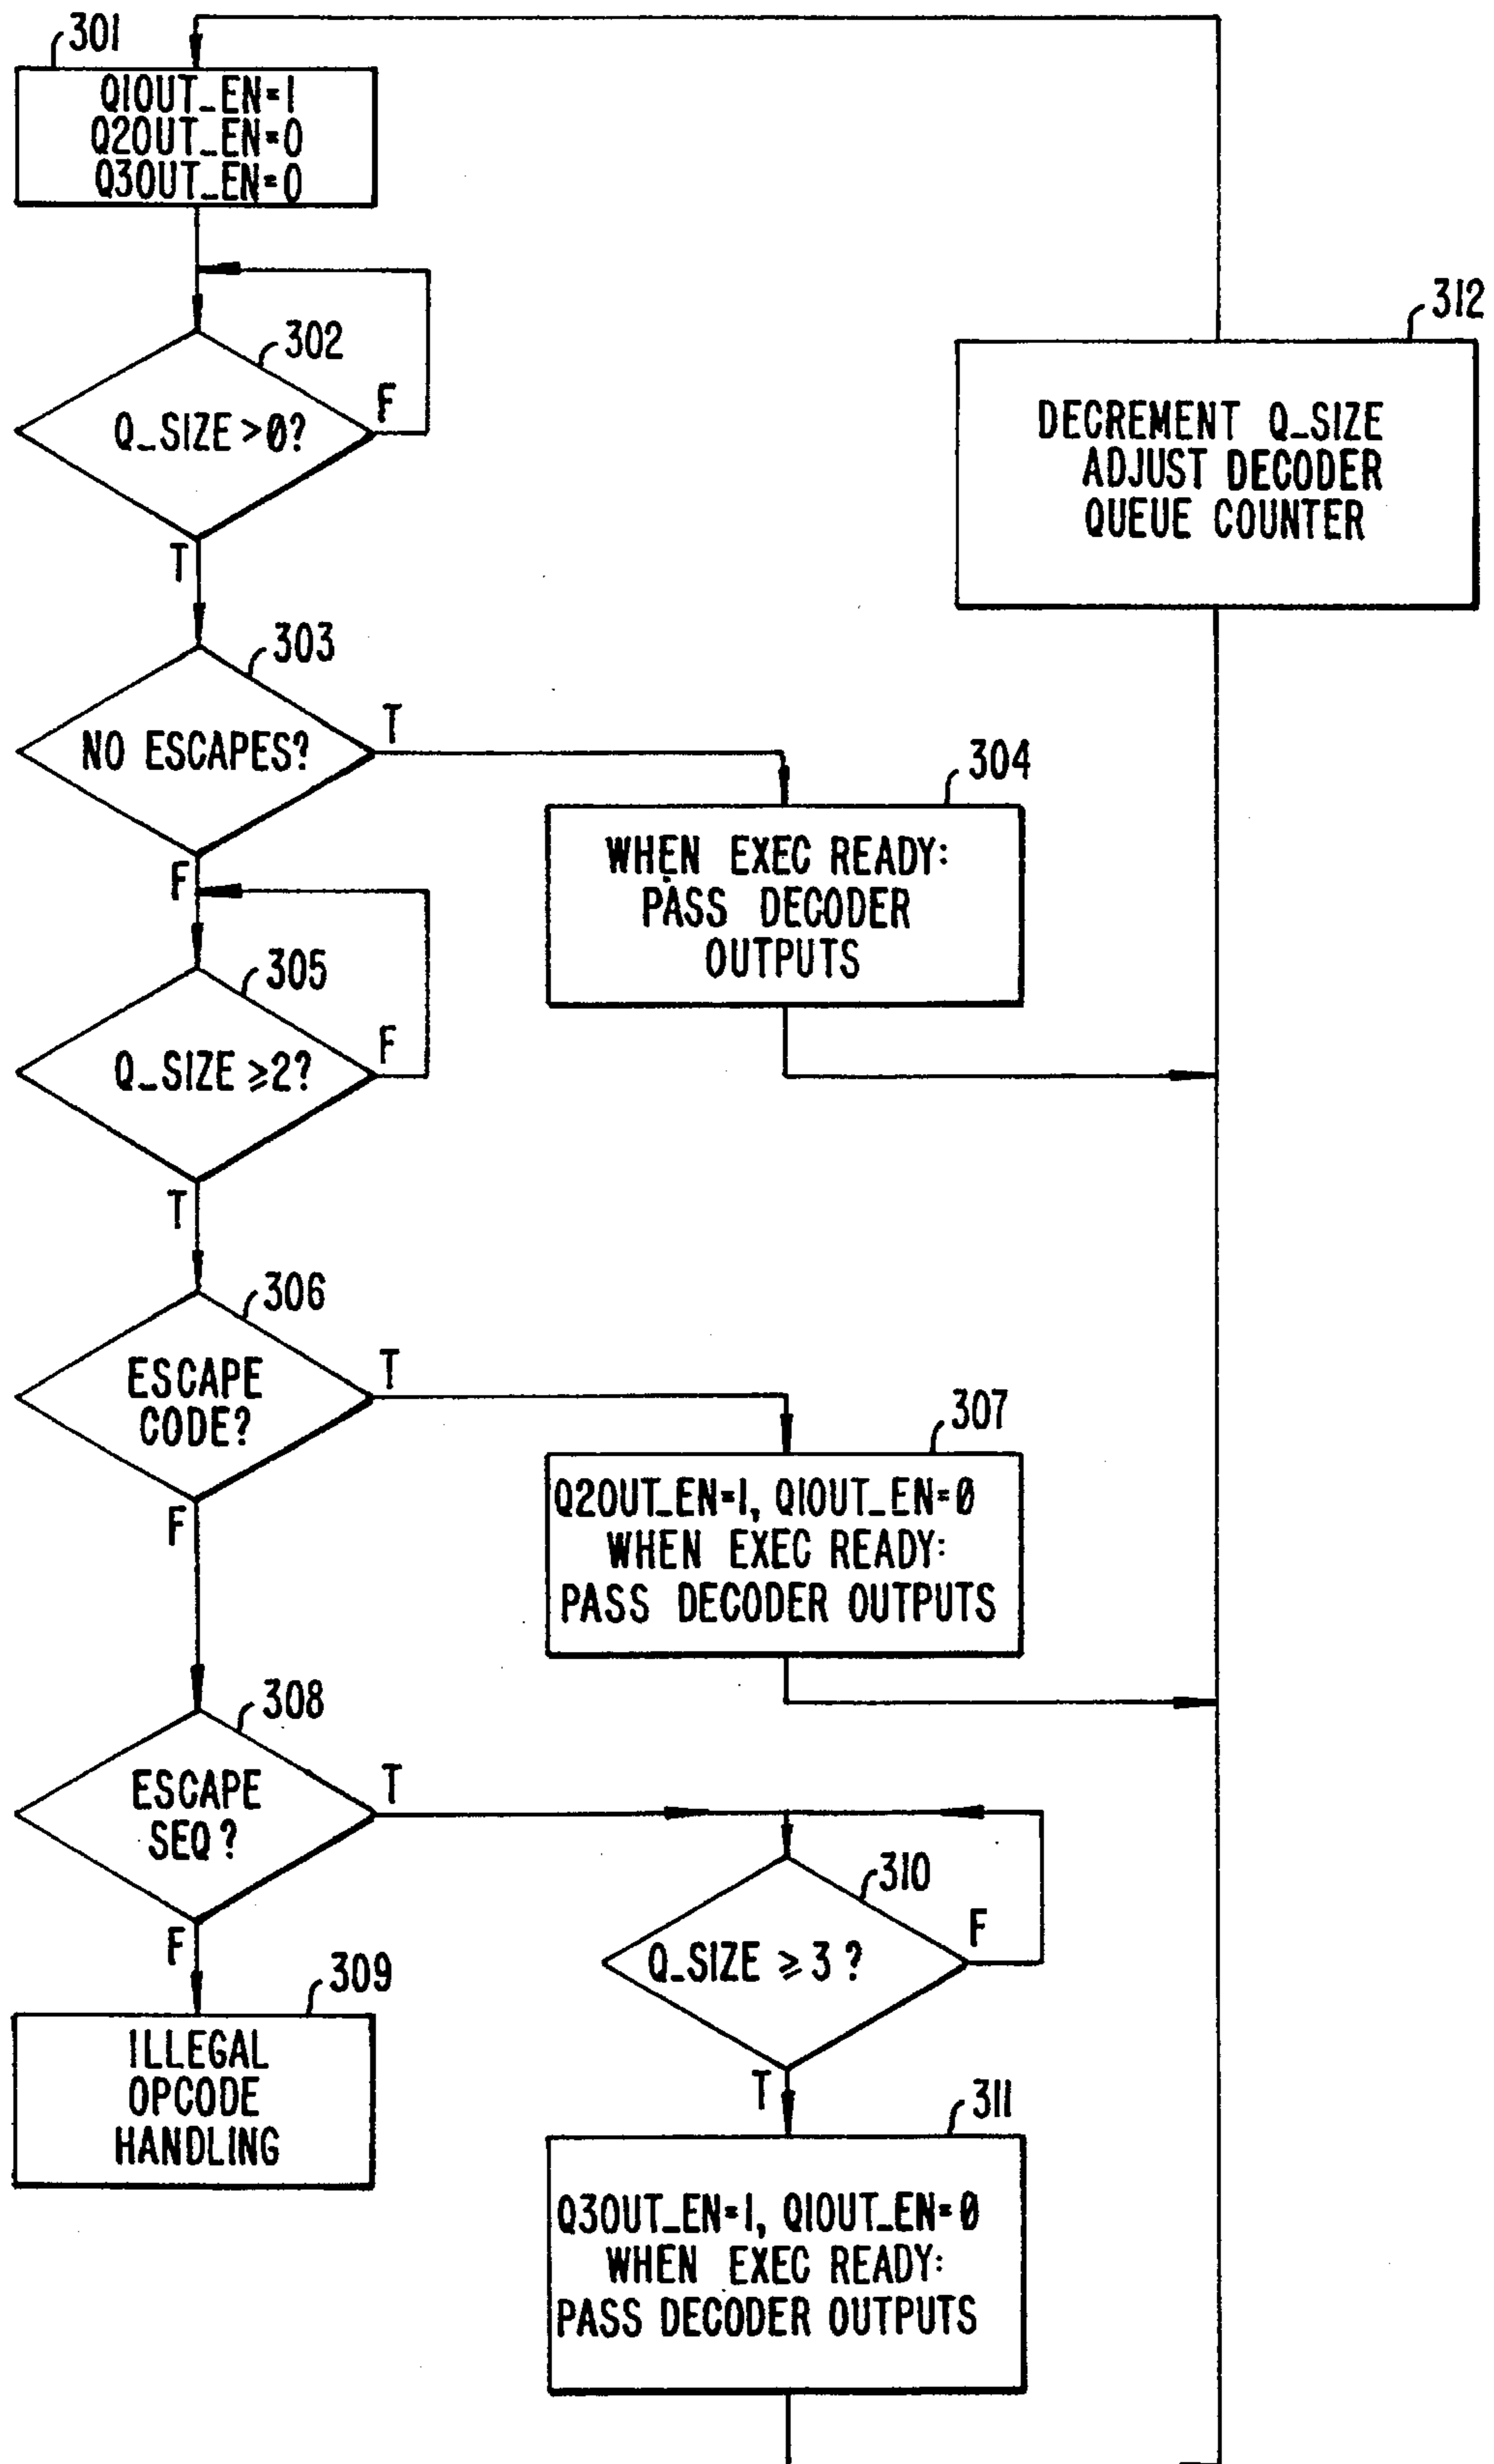 301
Q1OUT_EN=1
Q2OUT_EN=0
Q3OUT_EN=0
302
Q_SIZE >0?
F
T
312
DECREMENT Q_SIZE
ADJUST DECODER
QUEUE COUNTER
303
NO ESCAPES?
T
F
304
WHEN EXEC READY:
PASS DECODER
OUTPUTS
305
Q_SIZE ≥2?
F
T
306
ESCAPE
CODE?
T
F
307
Q2OUT_EN=1, Q1OUT_EN=0
WHEN EXEC READY:
PASS DECODER OUTPUTS
308
ESCAPE
SEQ?
T
F
309
ILLEGAL
OPCODE
HANDLING
310
Q_SIZE ≥ 3 ?
F
T
311
Q3OUT_EN=1, Q1OUT_EN=0
WHEN EXEC READY:
PASS DECODER OUTPUTS